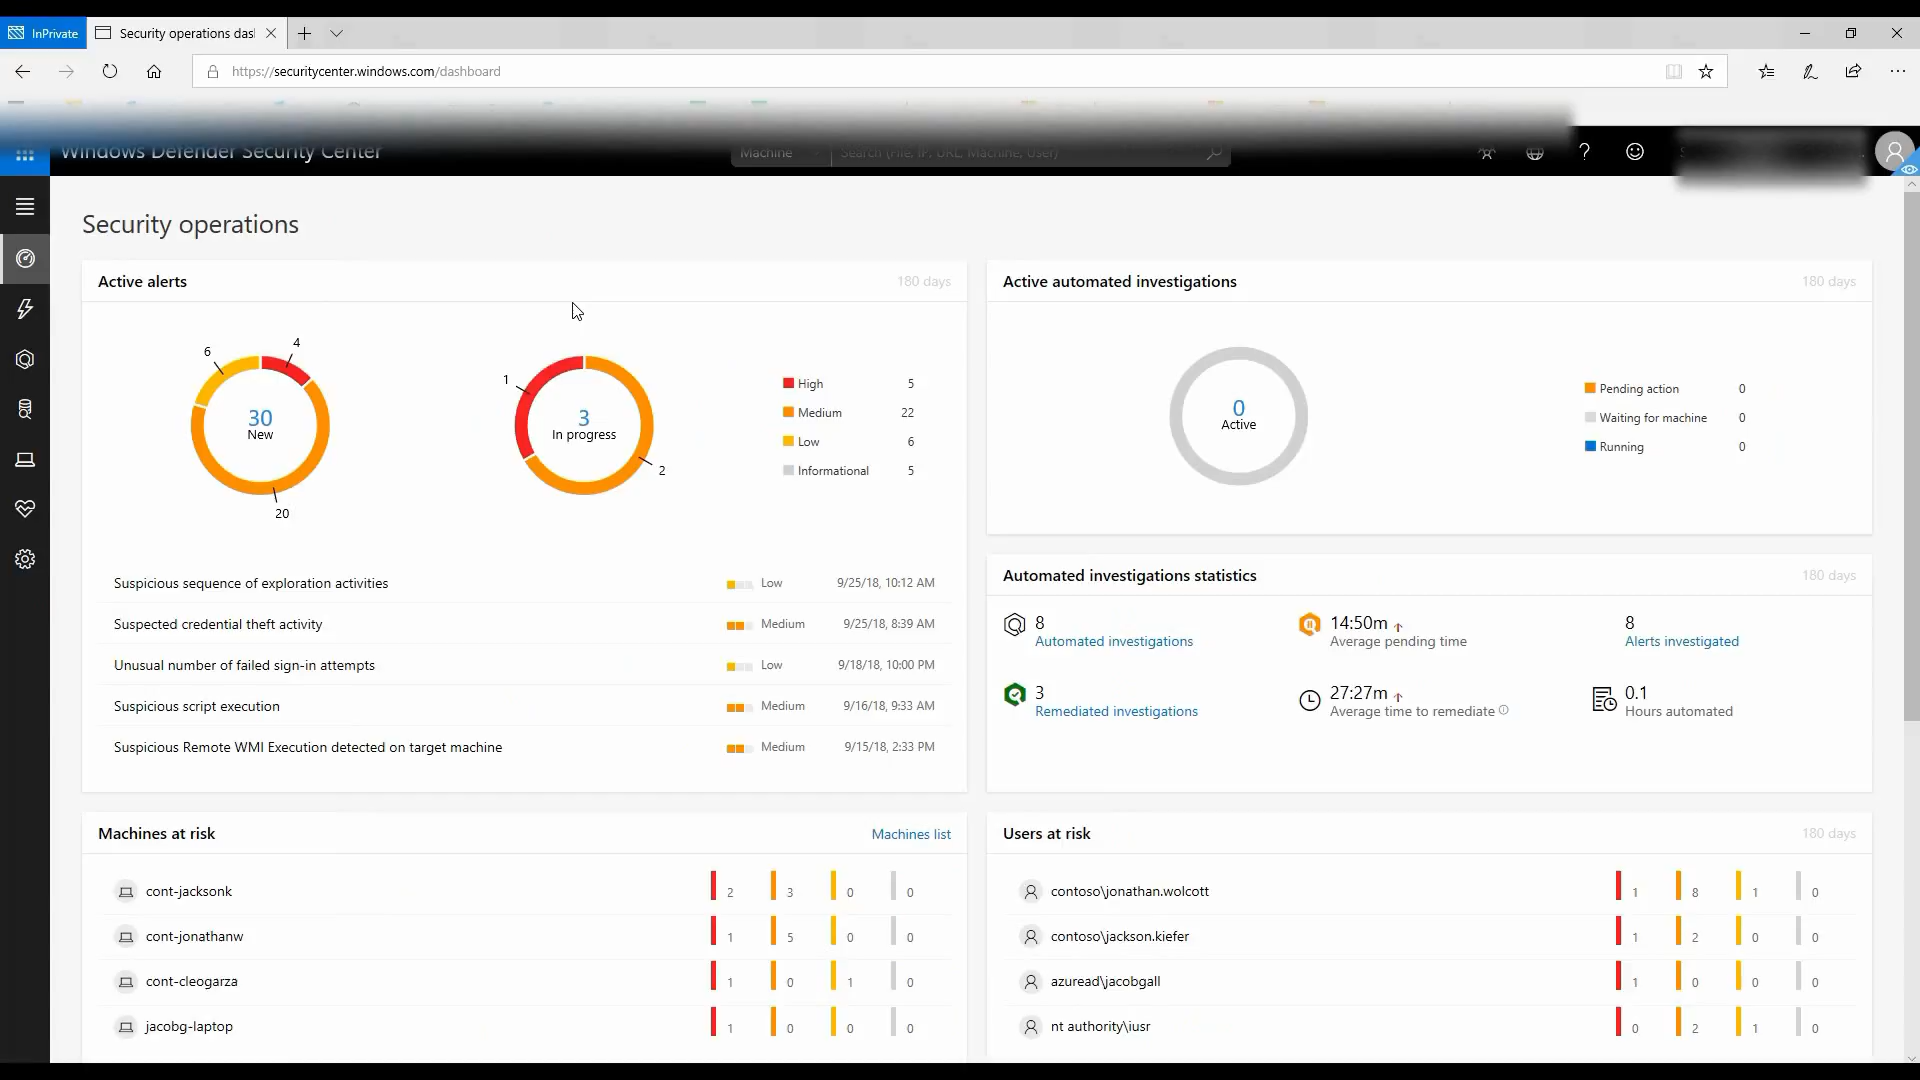 InPrivate
Security operations das
https://securitycenter.windows.com/dashboard
Windows Defender Security Center
Machine
Search (File, IP, URL, Machine, User)
Security operations
Active alerts
180 days
6
4
30
New
20
1
3
In progress
2
High 5
Medium 22
Low 6
Informational 5
Suspicious sequence of exploration activities Low 9/25/18, 10:12 AM
Suspected credential theft activity Medium 9/25/18, 8:39 AM
Unusual number of failed sign-in attempts Low 9/18/18, 10:00 PM
Suspicious script execution Medium 9/16/18, 9:33 AM
Suspicious Remote WMI Execution detected on target machine Medium 9/15/18, 2:33 PM
Active automated investigations
180 days
0
Active
Pending action 0
Waiting for machine 0
Running 0
Automated investigations statistics
180 days
8
Automated investigations
14:50m
Average pending time
8
Alerts investigated
3
Remediated investigations
27:27m
Average time to remediate
0.1
Hours automated
Machines at risk
Machines list
cont-jacksonk 2 3 0 0
cont-jonathanw 1 5 0 0
cont-cleogarza 1 0 1 0
jacobg-laptop 1 0 0 0
Users at risk
180 days
contoso\jonathan.wolcott 1 8 1 0
contoso\jackson.kiefer 1 2 0 0
azuread\jacobgall 1 0 0 0
nt authority\iusr 0 2 1 0